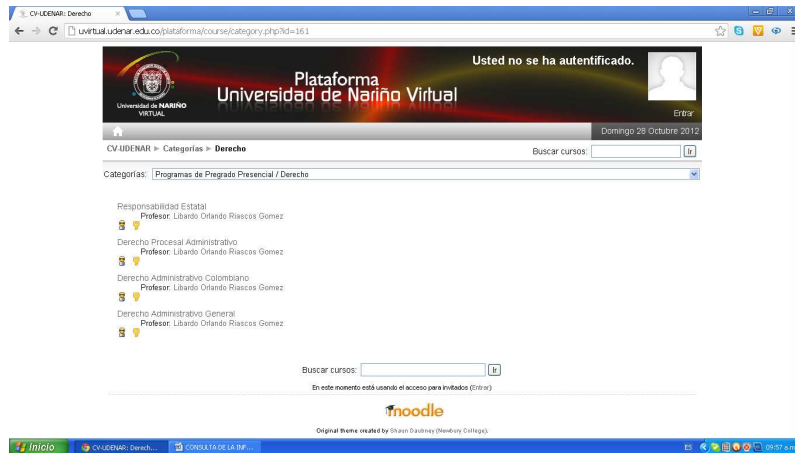 CV-UDENAR: Derecho
uvirtual.udenar.edu.co/plataforma/course/category.php?id=161
Usted no se ha autentificado.
Plataforma
Universidad de Nariño Virtual
Universidad de NARIÑO
VIRTUAL
Entrar
Domingo 28 Octubre 2012
CV-UDENAR ► Categorías ► Derecho
Buscar cursos: Ir
Categorías: Programas de Pregrado Presencial / Derecho
Responsabilidad Estatal
Profesor: Libardo Orlando Riascos Gomez
Derecho Procesal Administrativo
Profesor: Libardo Orlando Riascos Gomez
Derecho Administrativo Colombiano
Profesor: Libardo Orlando Riascos Gomez
Derecho Administrativo General
Profesor: Libardo Orlando Riascos Gomez
Buscar cursos: Ir
En este momento está usando el acceso para invitados (Entrar)
moodle
Original theme created by Shaun Daubney (Newbury College).
Inicio
CV-UDENAR: Derech...
CONSULTA DE LA INF...
ES
09:57 a.m.